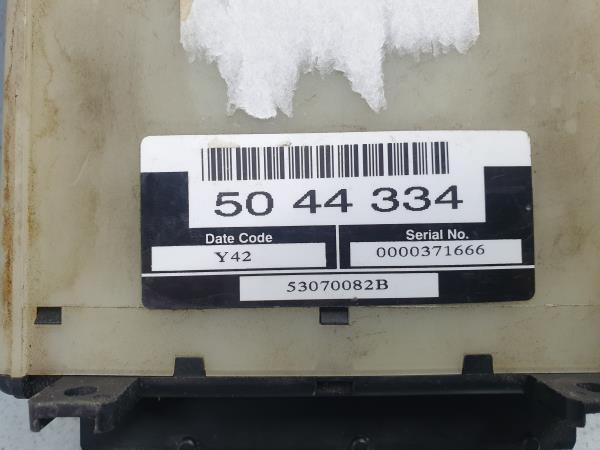 50 44 334
Date Code Serial No.
Y42 0000371666
53070082B